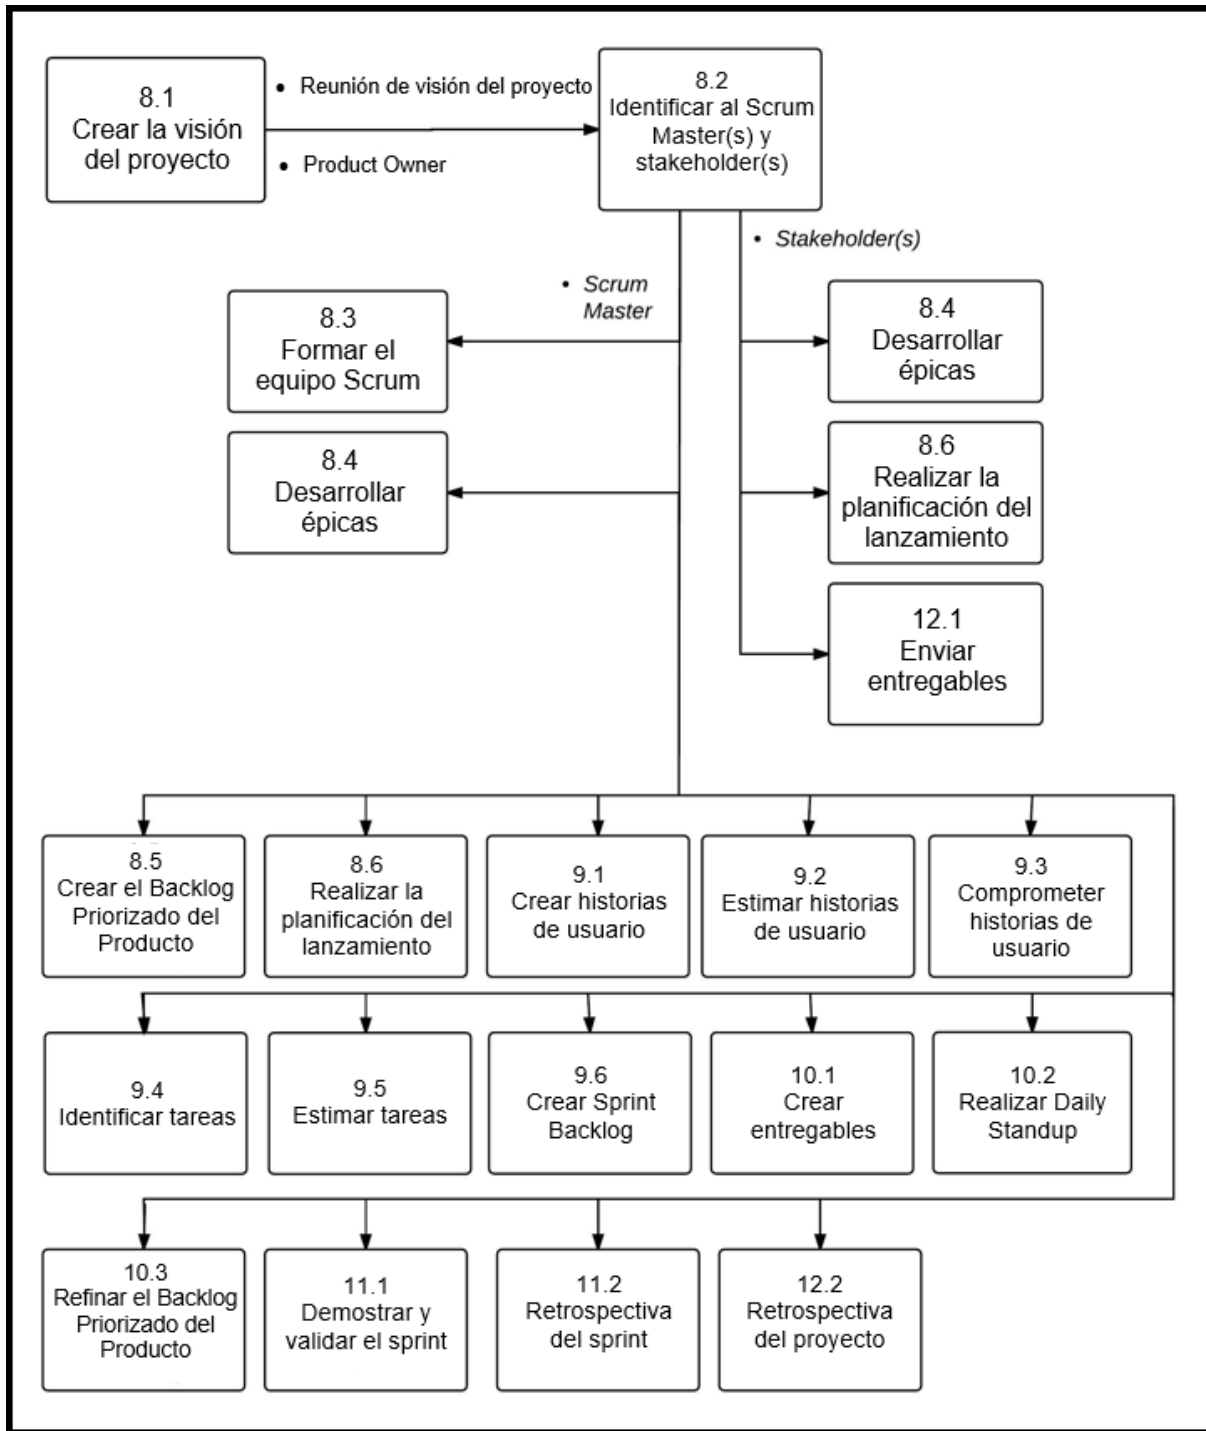 8.1
Crear la visión
del proyecto
• Reunión de visión del proyecto
• Product Owner
8.2
Identificar al Scrum
Master(s) y
stakeholder(s)
• Stakeholder(s)
• Scrum
Master
8.3
Formar el
equipo Scrum
8.4
Desarrollar
épicas
8.4
Desarrollar
épicas
8.6
Realizar la
planificación del
lanzamiento
12.1
Enviar
entregables
8.5
Crear el Backlog
Priorizado del
Producto
8.6
Realizar la
planificación del
lanzamiento
9.1
Crear historias
de usuario
9.2
Estimar historias
de usuario
9.3
Comprometer
historias de
usuario
9.4
Identificar tareas
9.5
Estimar tareas
9.6
Crear Sprint
Backlog
10.1
Crear
entregables
10.2
Realizar Daily
Standup
10.3
Refinar el Backlog
Priorizado del
Producto
11.1
Demostrar y
validar el sprint
11.2
Retrospectiva
del sprint
12.2
Retrospectiva
del proyecto